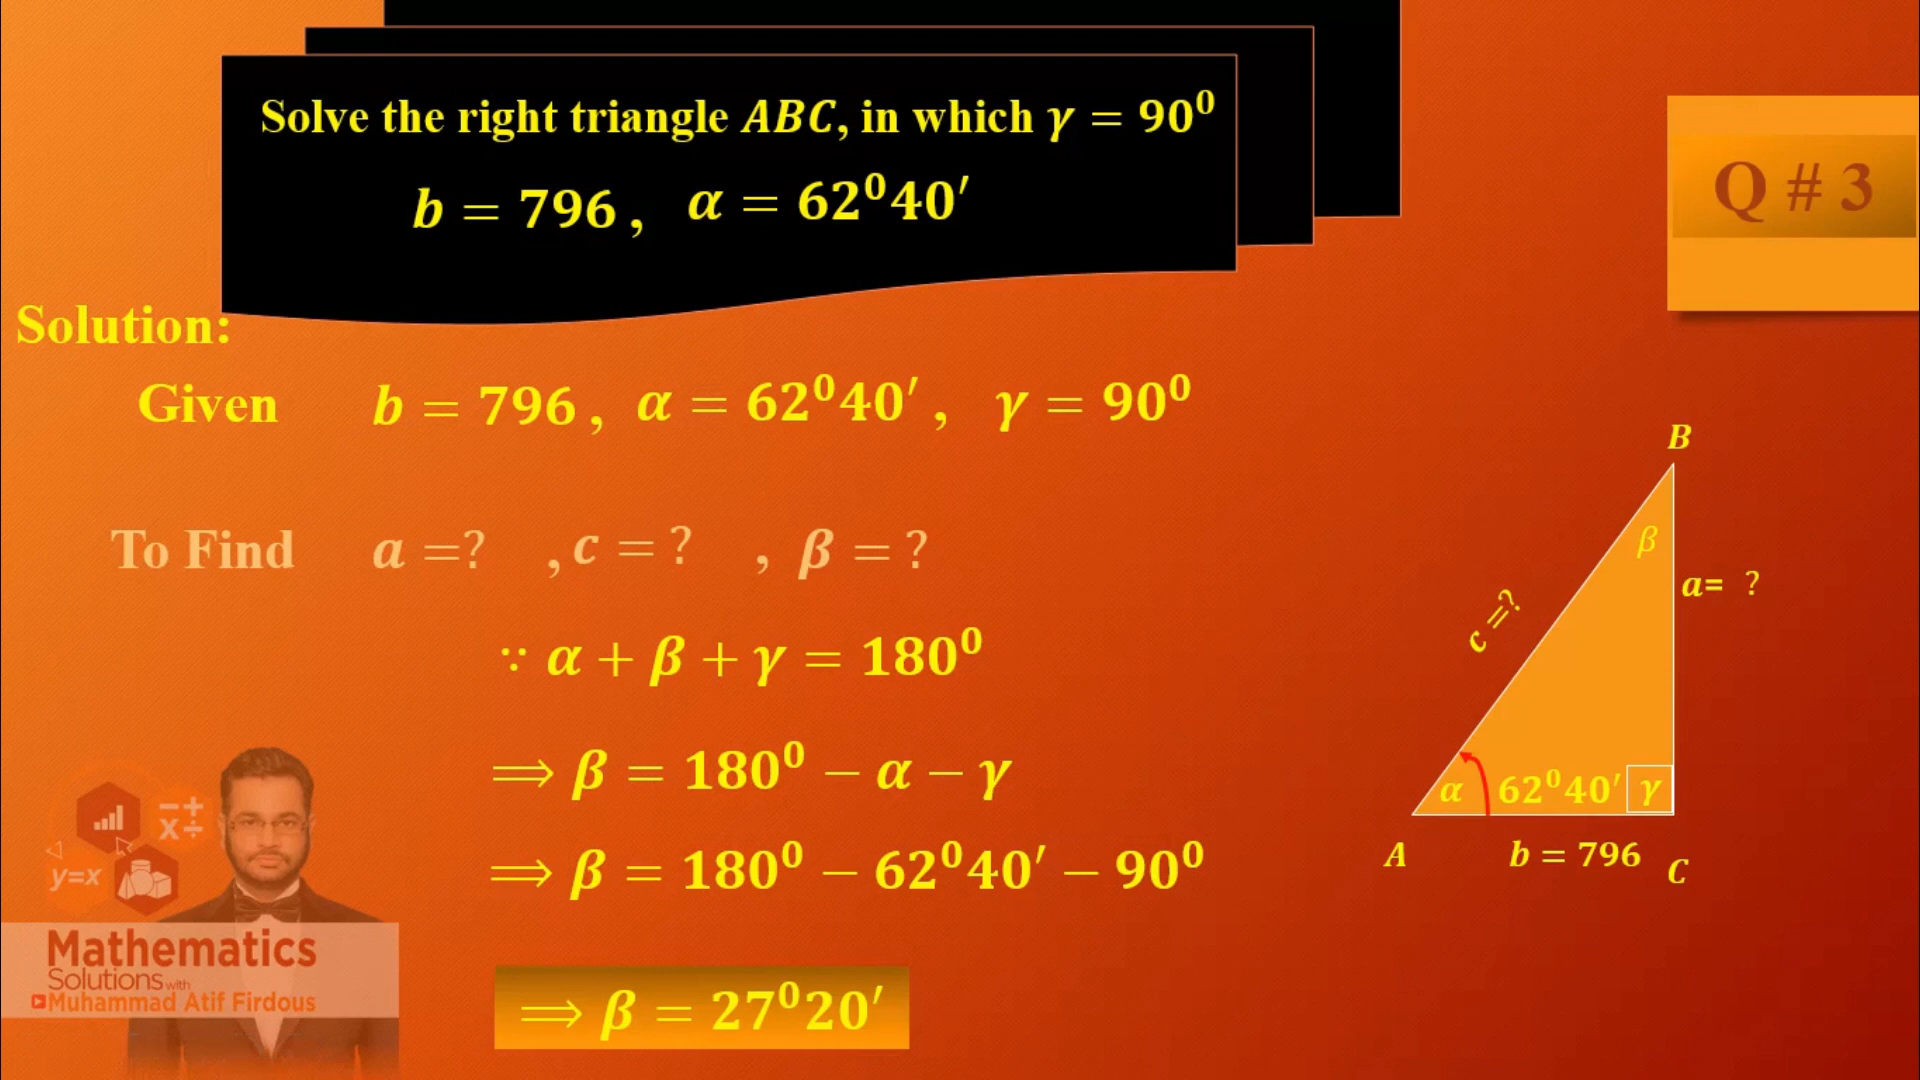 Solve the right triangle ABC, in which γ = 90⁰
b = 796 , α = 62⁰40′
Q # 3
Solution:
Given b = 796 , α = 62⁰40′ , γ = 90⁰
To Find a =? , c = ? , β = ?
∵ α + β + γ = 180⁰
⟹ β = 180⁰ − α − γ
⟹ β = 180⁰ − 62⁰40′ − 90⁰
⟹ β = 27⁰20′
B
β
a= ?
c =?
α 62⁰40′ γ
A b = 796 C
−+
x÷
y=x
Mathematics
Solutions with
Muhammad Atif Firdous